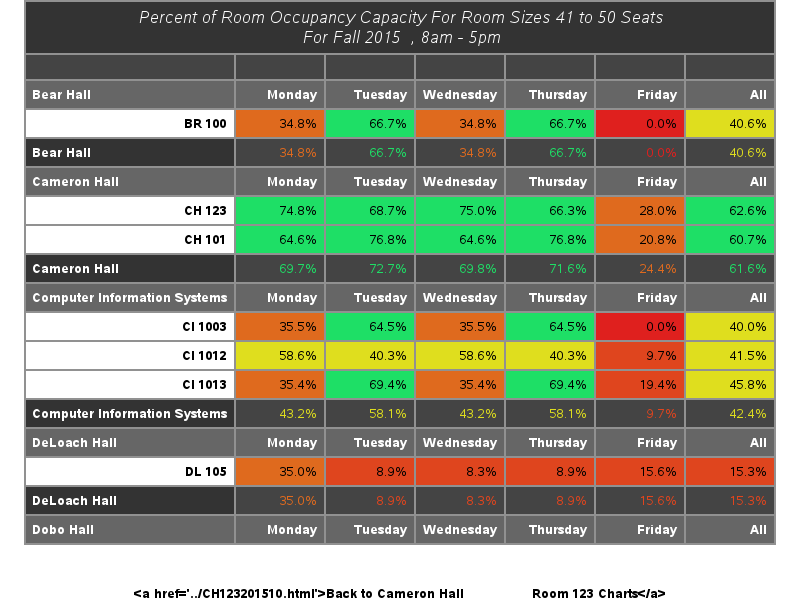 Percent of Room Occupancy Capacity For Room Sizes 41 to 50 Seats
For Fall 2015 , 8am - 5pm
Bear Hall Monday Tuesday Wednesday Thursday Friday All
BR 100 34.8% 66.7% 34.8% 66.7% 0.0% 40.6%
Bear Hall 34.8% 66.7% 34.8% 66.7% 0.0% 40.6%
Cameron Hall Monday Tuesday Wednesday Thursday Friday All
CH 123 74.8% 68.7% 75.0% 66.3% 28.0% 62.6%
CH 101 64.6% 76.8% 64.6% 76.8% 20.8% 60.7%
Cameron Hall 69.7% 72.7% 69.8% 71.6% 24.4% 61.6%
Computer Information Systems Monday Tuesday Wednesday Thursday Friday All
CI 1003 35.5% 64.5% 35.5% 64.5% 0.0% 40.0%
CI 1012 58.6% 40.3% 58.6% 40.3% 9.7% 41.5%
CI 1013 35.4% 69.4% 35.4% 69.4% 19.4% 45.8%
Computer Information Systems 43.2% 58.1% 43.2% 58.1% 9.7% 42.4%
DeLoach Hall Monday Tuesday Wednesday Thursday Friday All
DL 105 35.0% 8.9% 8.3% 8.9% 15.6% 15.3%
DeLoach Hall 35.0% 8.9% 8.3% 8.9% 15.6% 15.3%
Dobo Hall Monday Tuesday Wednesday Thursday Friday All
<a href='../CH123201510.html'>Back to Cameron Hall Room 123 Charts</a>